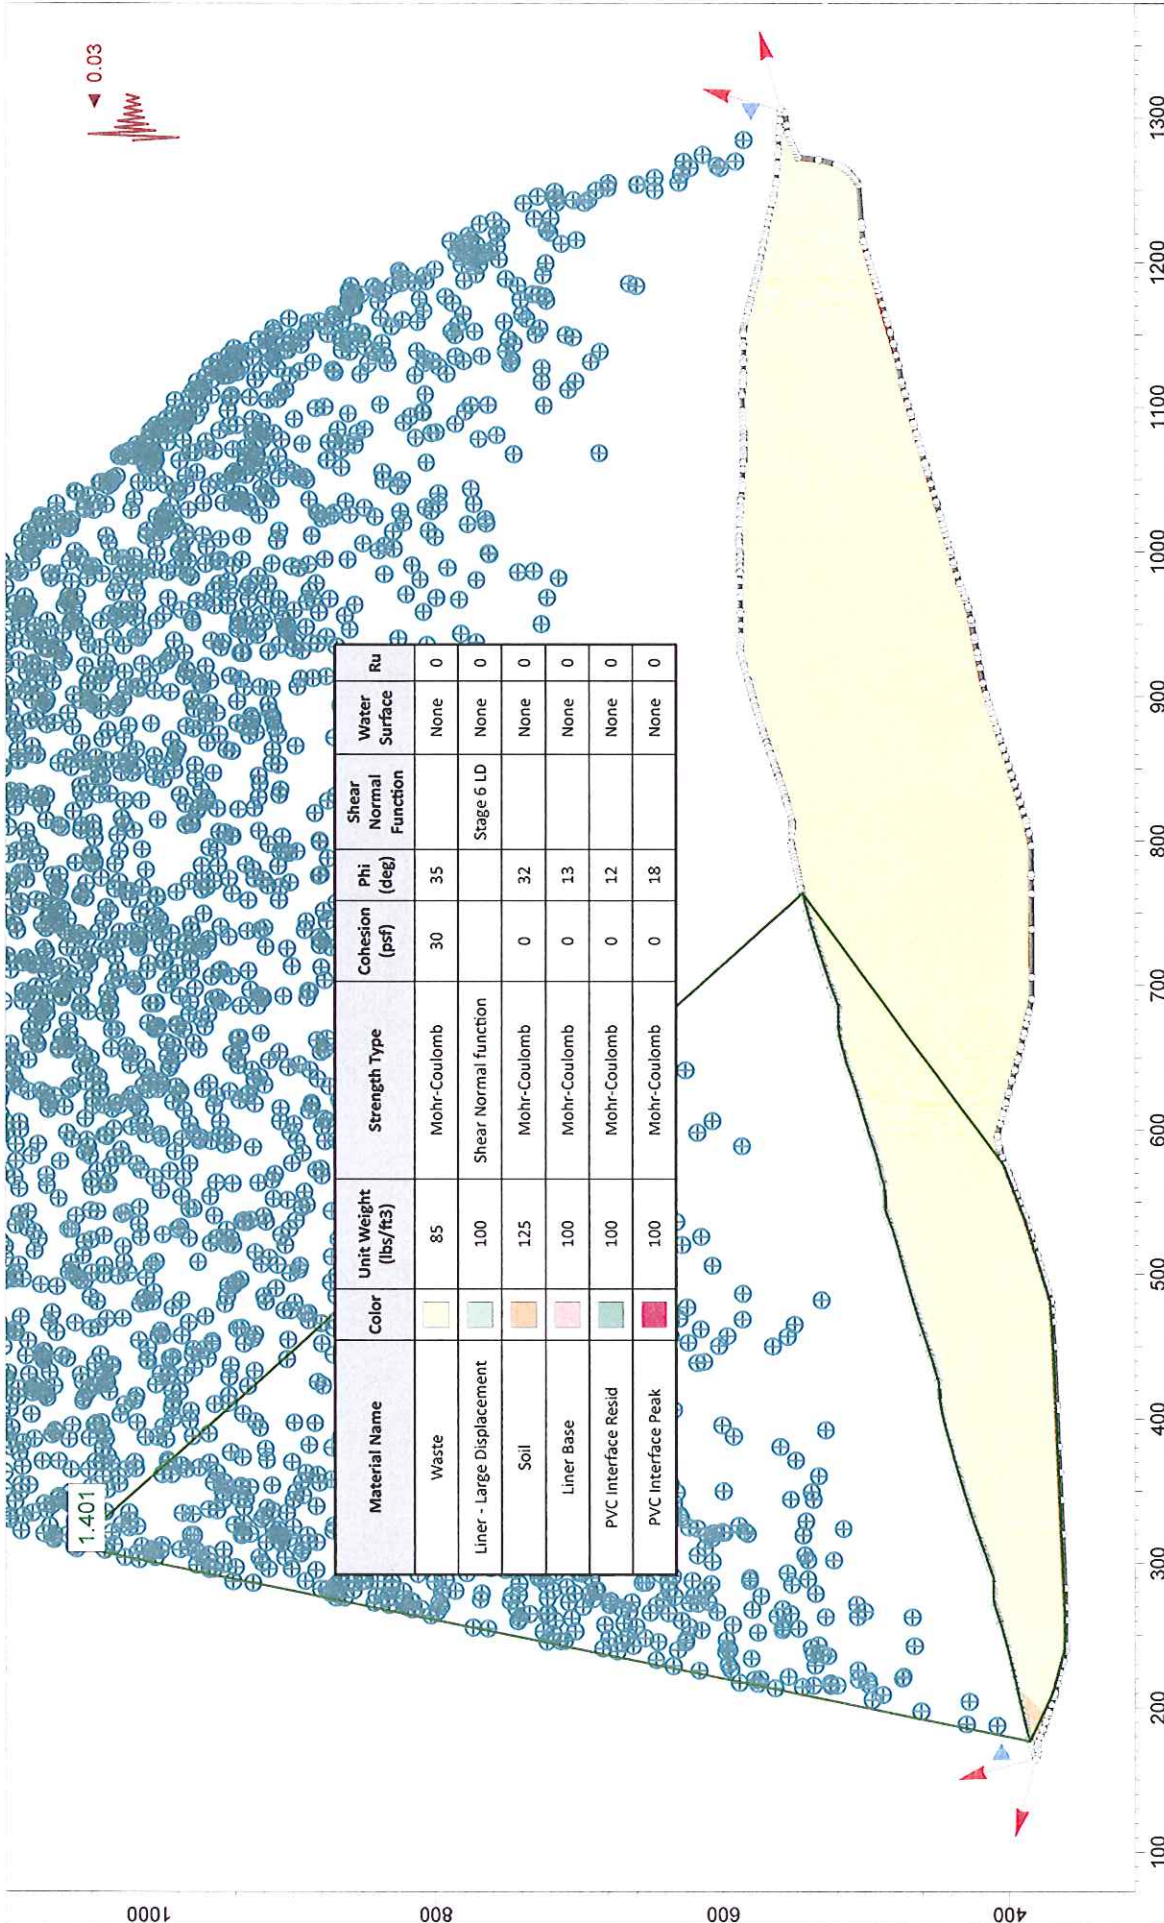 0.03
1.401
Material Name Color Unit Weight (lbs/ft3) Strength Type Cohesion (psf) Phi (deg) Shear Normal Function Water Surface Ru
Waste 85 Mohr-Coulomb 30 35 None 0
Liner - Large Displacement 100 Shear Normal function Stage 6 LD None 0
Soil 125 Mohr-Coulomb 0 32 None 0
Liner Base 100 Mohr-Coulomb 0 13 None 0
PVC Interface Resid 100 Mohr-Coulomb 0 12 None 0
PVC Interface Peak 100 Mohr-Coulomb 0 18 None 0
1000
800
600
400
100 200 300 400 500 600 700 800 900 1000 1100 1200 1300